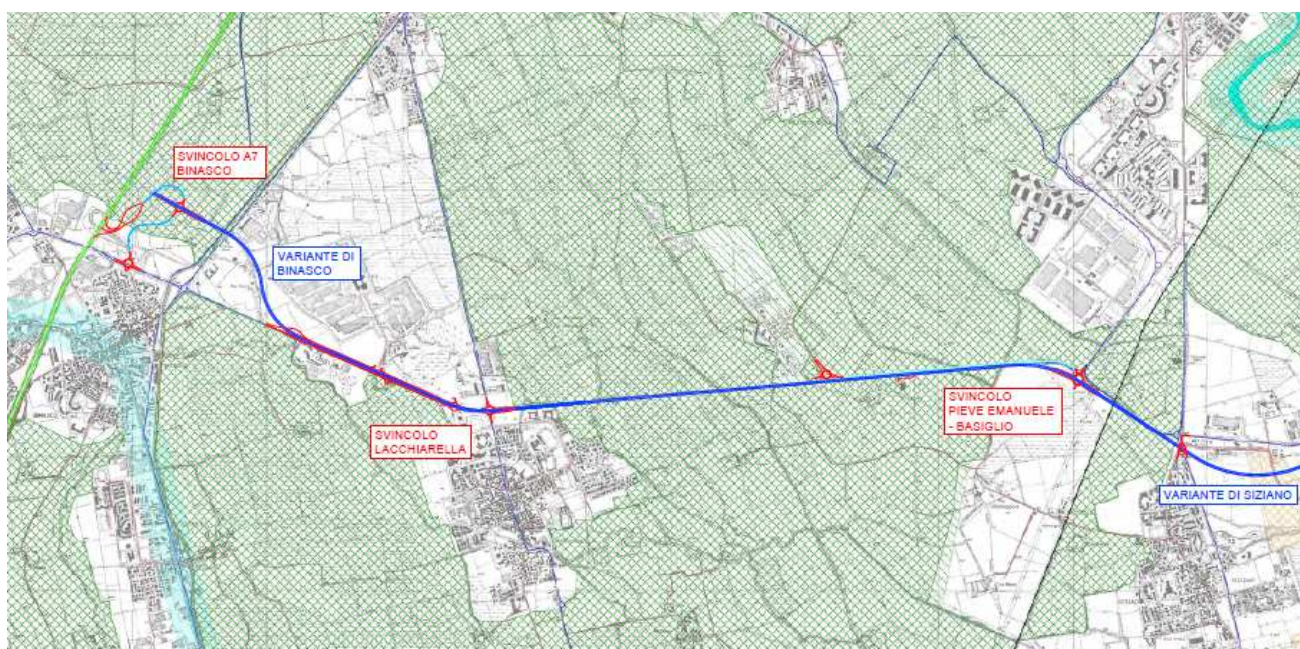 SVINCOLO A7
BINASCO
VARIANTE DI
BINASCO
SVINCOLO
LACCHIARELLA
SVINCOLO
PIEVE EMANUELE
- BASIGLIO
VARIANTE DI SIZIANO